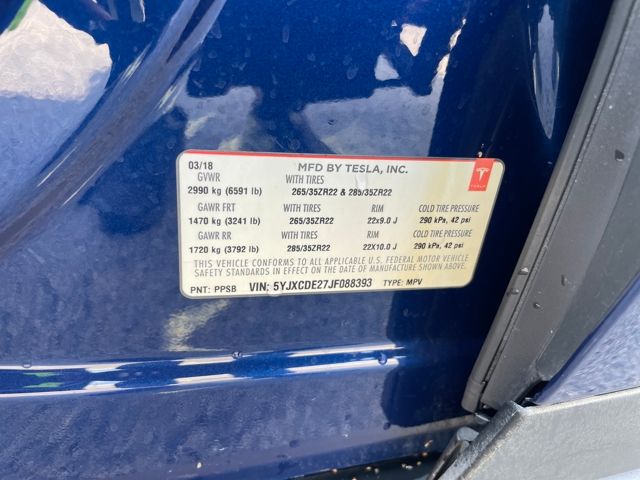 03/18 MFD BY TESLA, INC.
GVWR WITH TIRES
2990 kg (6591 lb) 265/35ZR22 & 285/35ZR22
GAWR FRT WITH TIRES RIM COLD TIRE PRESSURE
1470 kg (3241 lb) 265/35ZR22 22x9.0 J 290 kPa, 42 psi
GAWR RR WITH TIRES RIM COLD TIRE PRESSURE
1720 kg (3792 lb) 285/35ZR22 22X10.0 J 290 kPa, 42 psi
THIS VEHICLE CONFORMS TO ALL APPLICABLE U.S. FEDERAL MOTOR VEHICLE
SAFETY STANDARDS IN EFFECT ON THE DATE OF MANUFACTURE SHOWN ABOVE.
PNT: PPSB VIN: 5YJXCDE27JF088393 TYPE: MPV